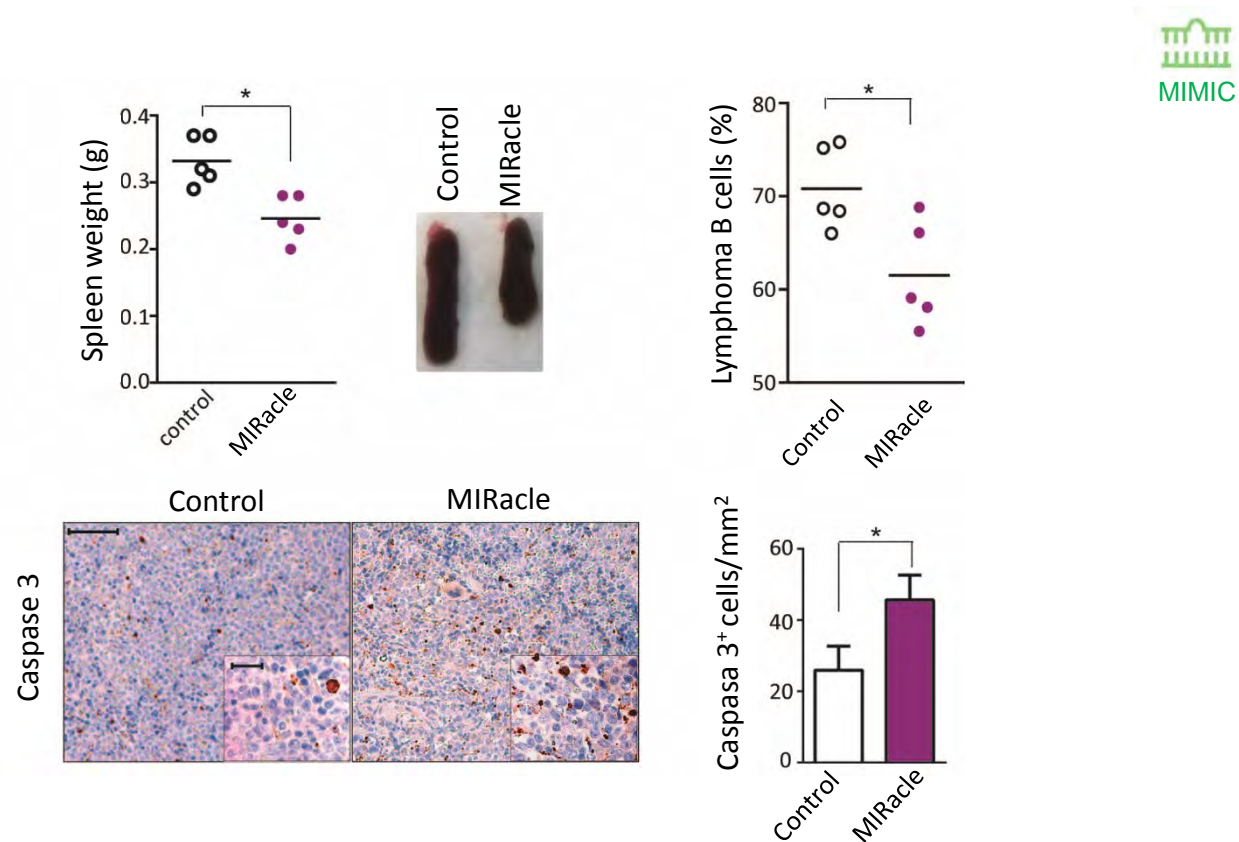 MIMIC
Spleen weight (g)
0.4
0.3
0.2
0.1
0.0
*
control
MIRacle
Control
MIRacle
Lymphoma B cells (%)
80
70
60
50
*
Control
MIRacle
Control
MIRacle
Caspase 3
Caspasa 3⁺ cells/mm²
60
40
20
0
*
Control
MIRacle